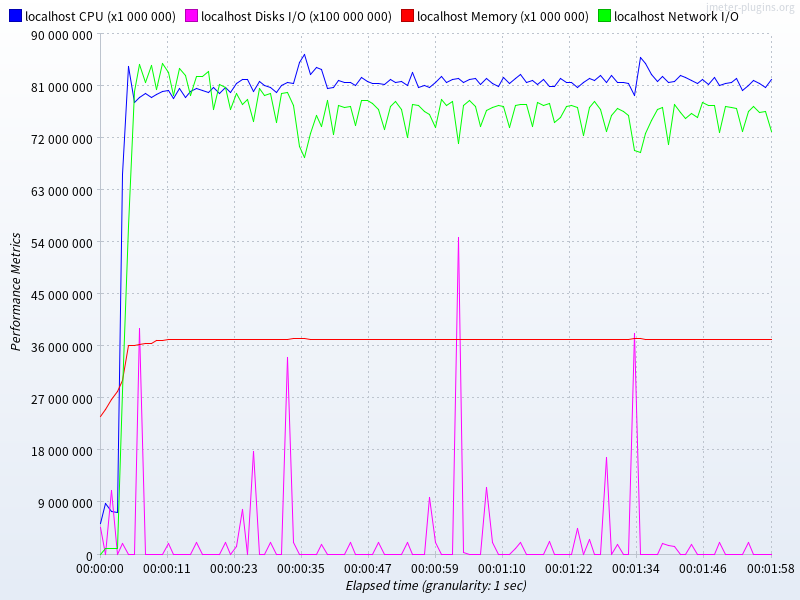 jmeter-plugins.org
localhost CPU (x1 000 000) localhost Disks I/O (x100 000 000) localhost Memory (x1 000 000) localhost Network I/O
90 000 000
81 000 000
72 000 000
63 000 000
54 000 000
45 000 000
36 000 000
27 000 000
18 000 000
9 000 000
0
Performance Metrics
00:00:00 00:00:11 00:00:23 00:00:35 00:00:47 00:00:59 00:01:10 00:01:22 00:01:34 00:01:46 00:01:58
Elapsed time (granularity: 1 sec)